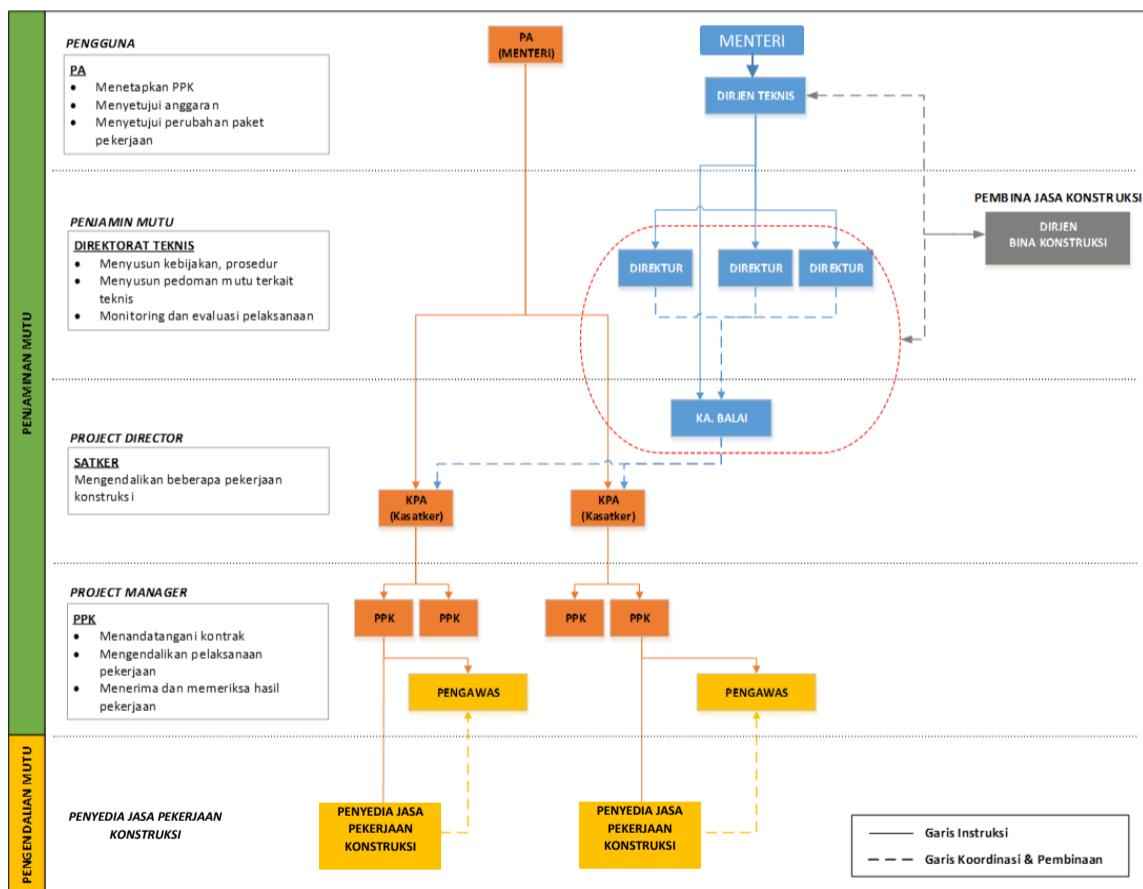 PENJAMINAN MUTU
PENGENDALIAN MUTU
PENGGUNA
PA
• Menetapkan PPK
• Menyetujui anggaran
• Menyetujui perubahan paket
pekerjaan
PA
(MENTERI)
MENTERI
DIRJEN TEKNIS
PENJAMIN MUTU
DIREKTORAT TEKNIS
• Menyusun kebijakan, prosedur
• Menyusun pedoman mutu terkait
teknis
• Monitoring dan evaluasi pelaksanaan
DIREKTUR
DIREKTUR
DIREKTUR
PEMBINA JASA KONSTRUKSI
DIRJEN
BINA KONSTRUKSI
PROJECT DIRECTOR
SATKER
Mengendalikan beberapa pekerjaan
konstruksi
KA. BALAI
KPA
(Kasatker)
KPA
(Kasatker)
PROJECT MANAGER
PPK
• Menandatangani kontrak
• Mengendalikan pelaksanaan
pekerjaan
• Menerima dan memeriksa hasil
pekerjaan
PPK
PPK
PPK
PPK
PENGAWAS
PENGAWAS
PENYEDIA JASA PEKERJAAN
KONSTRUKSI
PENYEDIA JASA
PEKERJAAN
KONSTRUKSI
PENYEDIA JASA
PEKERJAAN
KONSTRUKSI
Garis Instruksi
Garis Koordinasi & Pembinaan